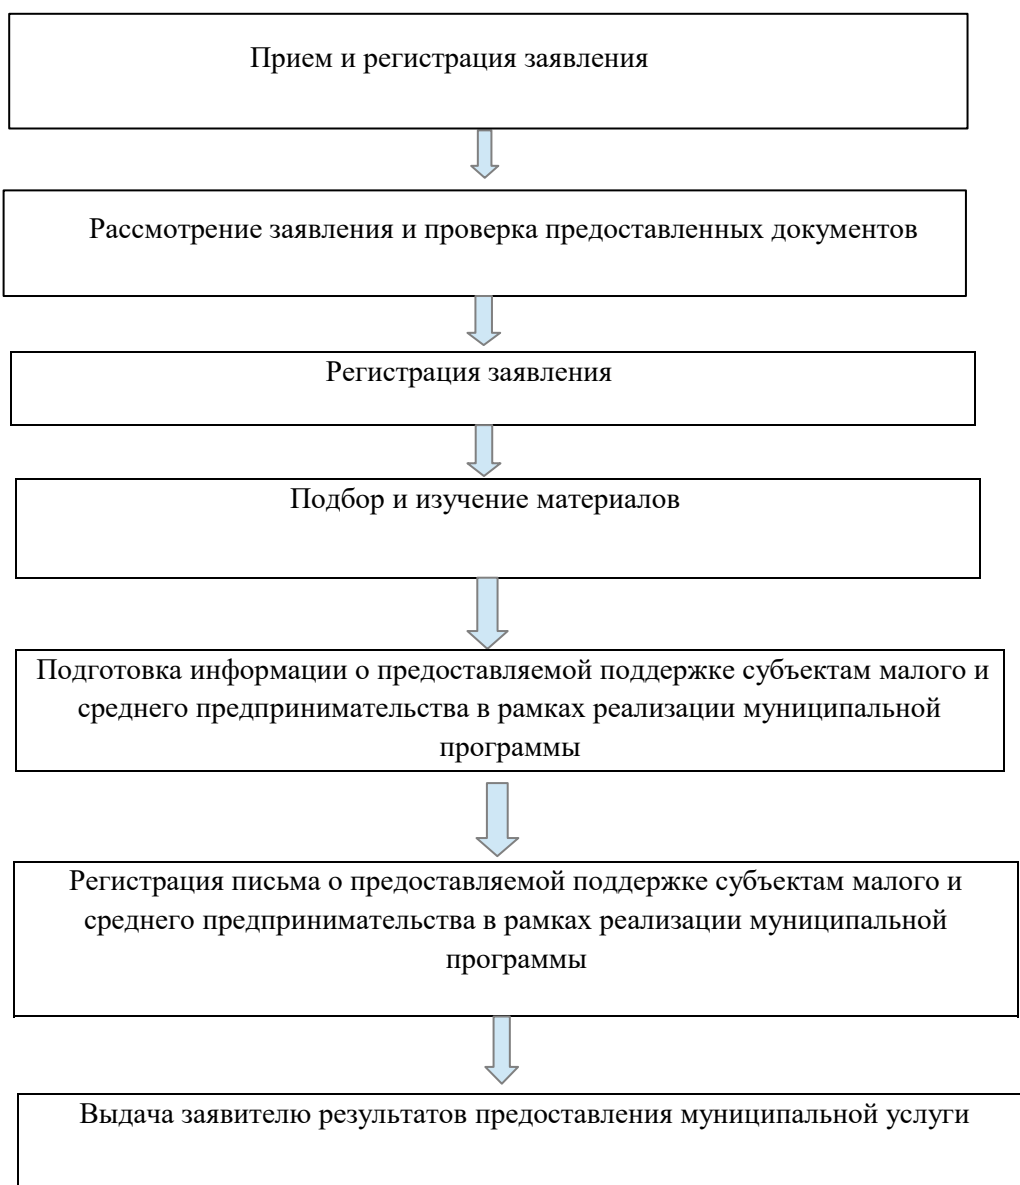 Прием и регистрация заявления
Рассмотрение заявления и проверка предоставленных документов
Регистрация заявления
Подбор и изучение материалов
Подготовка информации о предоставляемой поддержке субъектам малого и
среднего предпринимательства в рамках реализации муниципальной
программы
Регистрация письма о предоставляемой поддержке субъектам малого и
среднего предпринимательства в рамках реализации муниципальной
программы
Выдача заявителю результатов предоставления муниципальной услуги